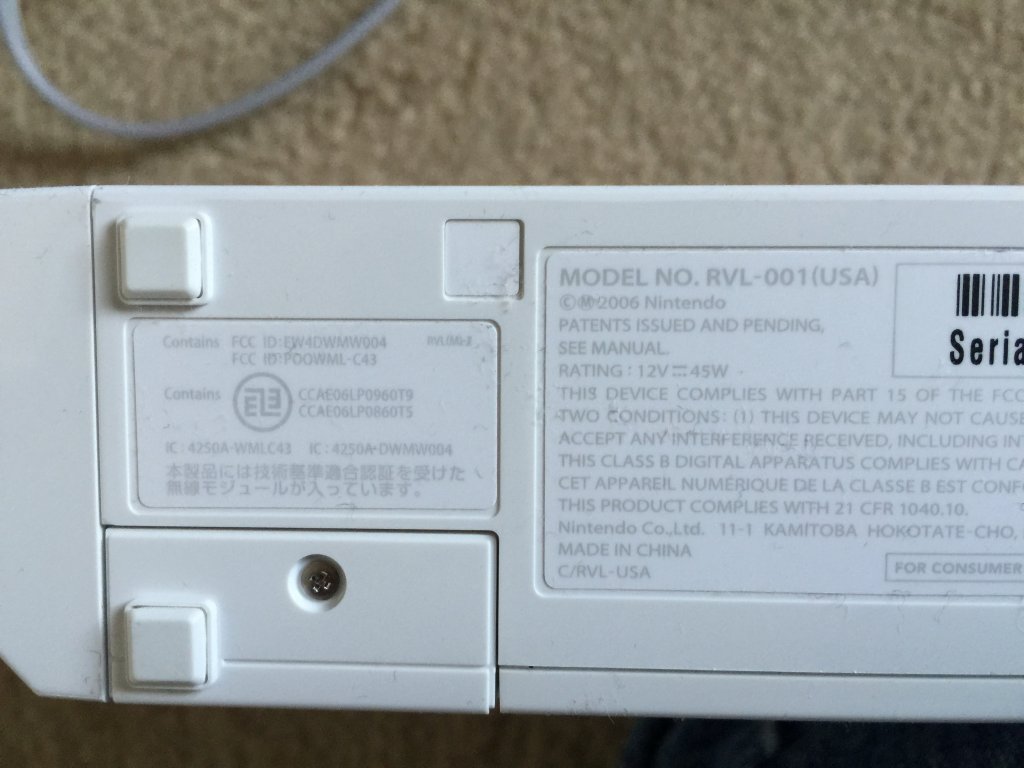 Contains FCC ID:EW4DWMW004
FCC ID:POOWML-C43
Contains CCAE06LP0960T9
CCAE06LP0860T5
IC : 4250A-WMLC43 IC : 4250A-DWMW004
本製品には技術基準適合認証を受けた
無線モジュールが入っています。
MODEL NO. RVL-001(USA)
©Ⓜ2006 Nintendo
PATENTS ISSUED AND PENDING,
SEE MANUAL.
RATING : 12V⎓45W
THIS DEVICE COMPLIES WITH PART 15 OF THE FCC
TWO CONDITIONS: (1) THIS DEVICE MAY NOT CAUSE
ACCEPT ANY INTERFERENCE RECEIVED, INCLUDING INT
THIS CLASS B DIGITAL APPARATUS COMPLIES WITH CA
CET APPAREIL NUMÉRIQUE DE LA CLASSE B EST CONF
THIS PRODUCT COMPLIES WITH 21 CFR 1040.10.
Nintendo Co.,Ltd. 11-1 KAMITOBA HOKOTATE-CHO,
MADE IN CHINA
C/RVL-USA
FOR CONSUMER
Seria